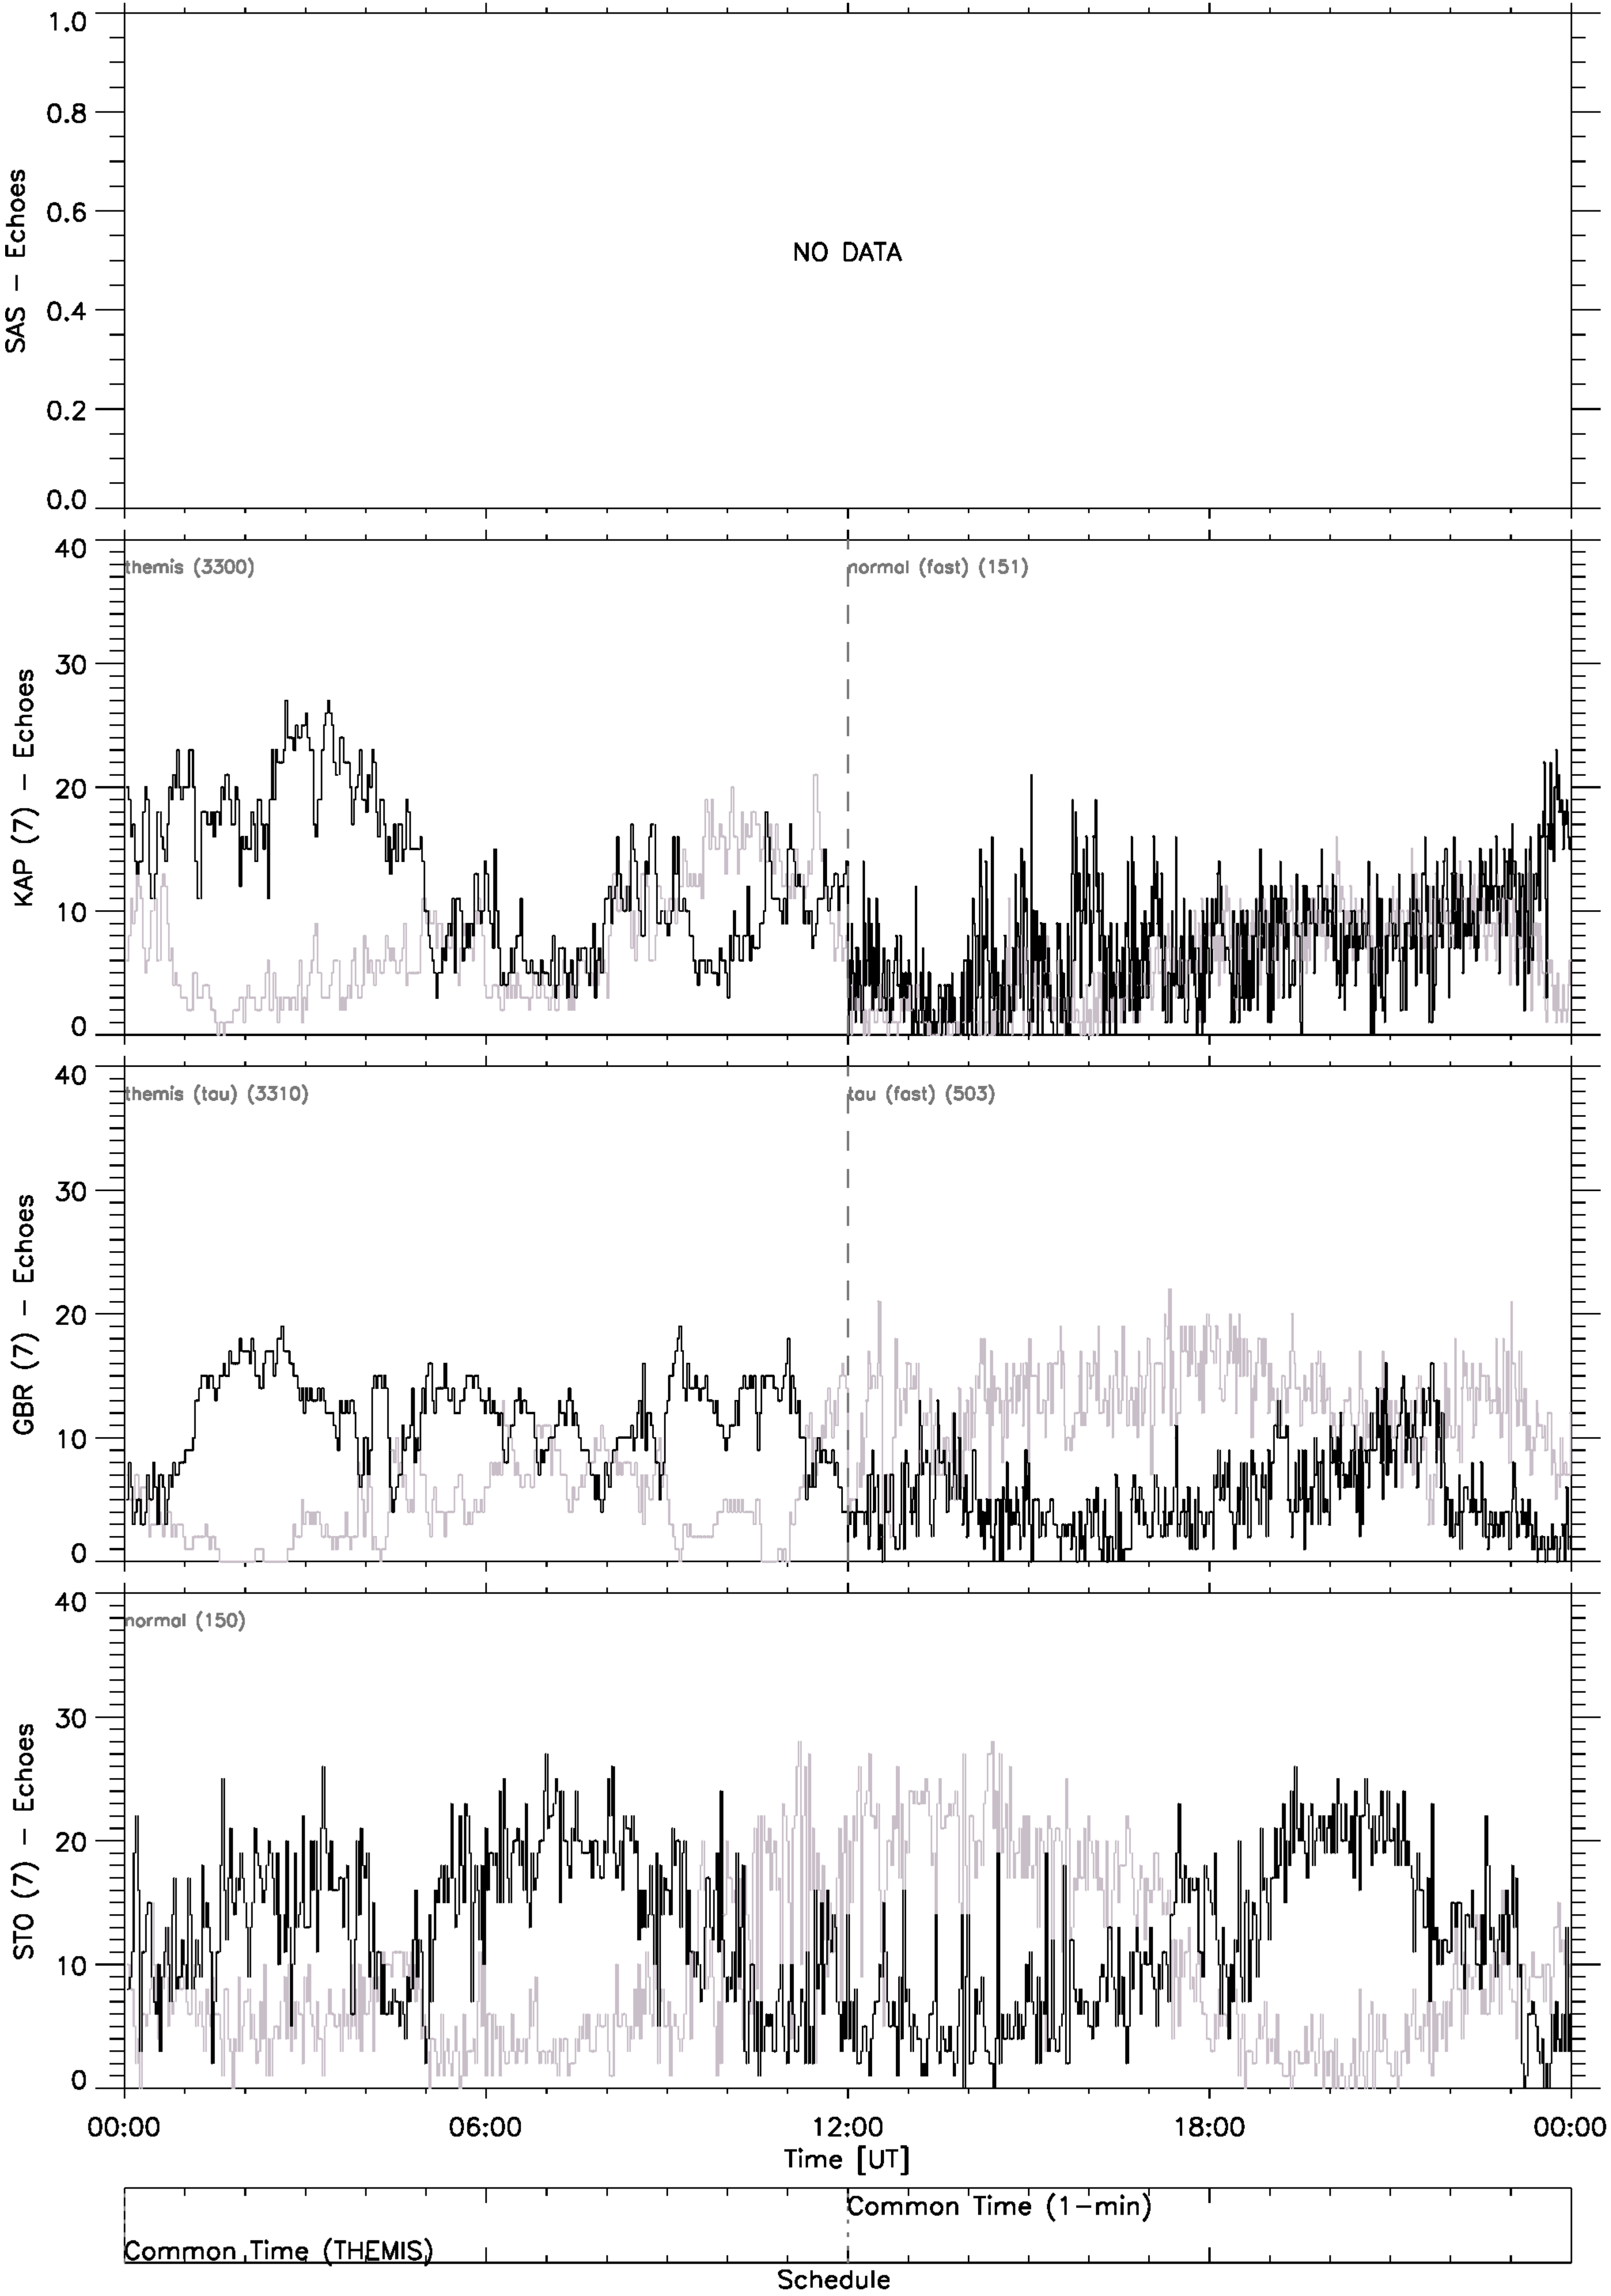 1.0
0.8
0.6
0.4
0.2
0.0
SAS - Echoes
NO DATA
40
30
20
10
0
KAP (7) - Echoes
themis (3300)
normal (fast) (151)
40
30
20
10
0
GBR (7) - Echoes
themis (tau) (3310)
tau (fast) (503)
40
30
20
10
0
STO (7) - Echoes
normal (150)
00:00 06:00 12:00 18:00 00:00
Time [UT]
Common Time (1-min)
Common Time (THEMIS)
Schedule